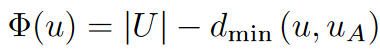 Φ(u) = |U| − d_min (u, u_A)